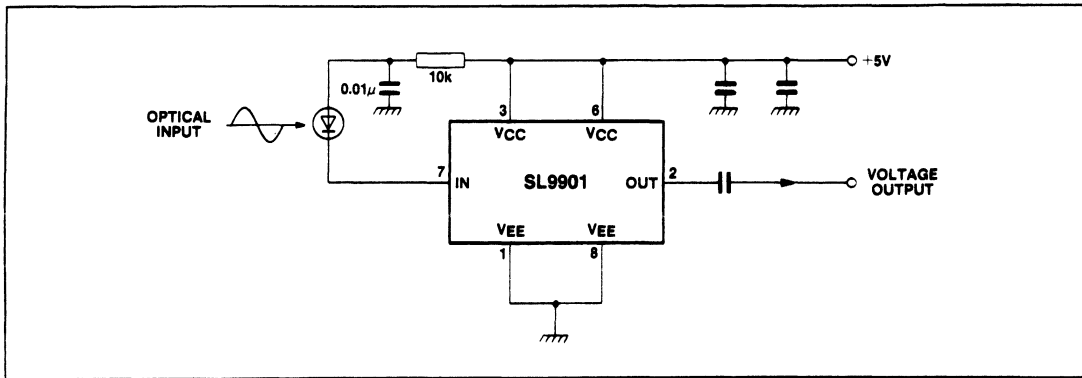 +5V
10k
0.01µ
3
6
VCC
VCC
OPTICAL
INPUT
7
IN
SL9901
OUT
2
VOLTAGE
OUTPUT
VEE
VEE
1
8